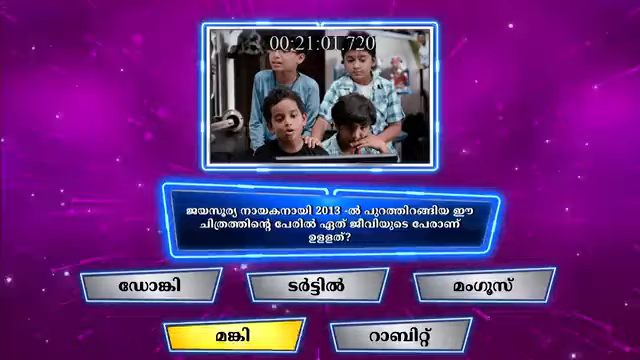 00:21:01.720
ജയസൂര്യ നായകനായി 2013 -ൽ പുറത്തിറങ്ങിയ ഈ
ചിത്രത്തിന്റെ പേരിൽ ഏത് ജീവിയുടെ പേരാണ്
ഉള്ളത്?
ഡോങ്കി
ടർട്ടിൽ
മംഗൂസ്
മങ്കി
റാബിറ്റ്